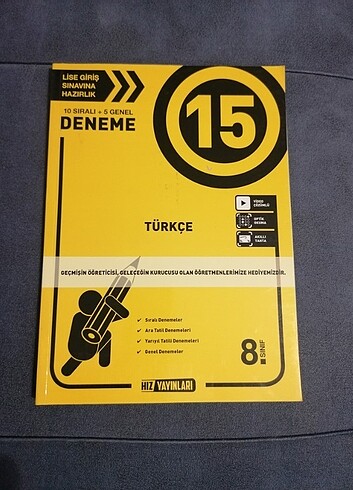 LİSE GİRİŞ
SINAVINA
HAZIRLIK
10 SIRALI + 5 GENEL
DENEME
15
TÜRKÇE
VİDEO
ÇÖZÜMLÜ
OPTİK
OKUMA
AKILLI
TAHTA
GEÇMİŞİN ÖĞRETİCİSİ, GELECEĞİN KURUCUSU OLAN ÖĞRETMENLERİMİZE HEDİYEMİZDİR.
✓ Sıralı Denemeler
✓ Ara Tatil Denemeleri
✓ Yarıyıl Tatili Denemeleri
✓ Genel Denemeler
8. SINIF
HIZ YAYINLARI